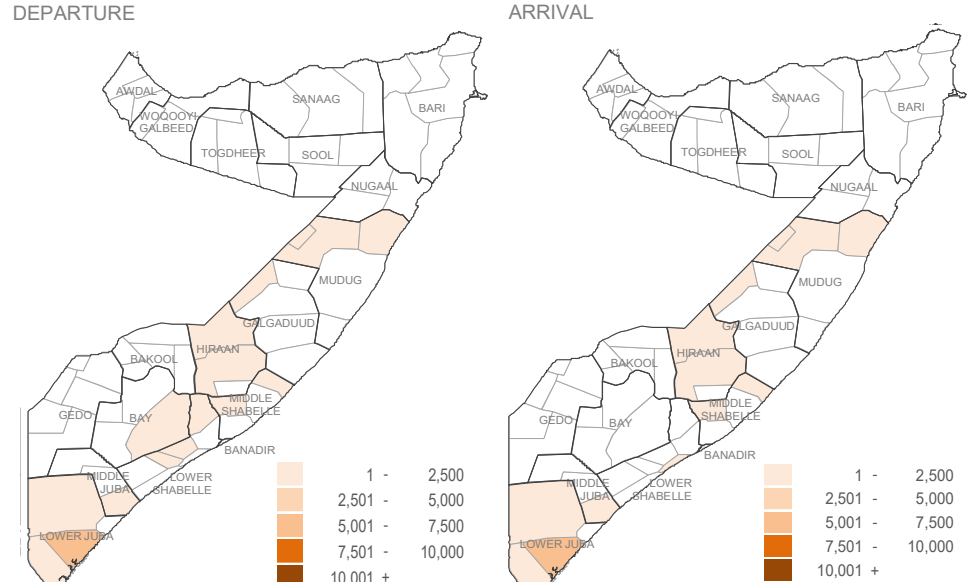 DEPARTURE
AWDAL
WOQOOYI
GALBEED
TOGDHEER
SANAAG
SOOL
BARI
NUGAAL
MUDUG
GALGADUUD
HIRAAN
BAKOOL
GEDO
BAY
MIDDLE
SHABELLE
BANADIR
LOWER
SHABELLE
MIDDLE
JUBA
LOWER JUBA
1 - 2,500
2,501 - 5,000
5,001 - 7,500
7,501 - 10,000
10,001 +
ARRIVAL
AWDAL
WOQOOYI
GALBEED
TOGDHEER
SANAAG
SOOL
BARI
NUGAAL
MUDUG
GALGADUUD
HIRAAN
BAKOOL
GEDO
BAY
MIDDLE
SHABELLE
BANADIR
LOWER
SHABELLE
MIDDLE
JUBA
LOWER JUBA
1 - 2,500
2,501 - 5,000
5,001 - 7,500
7,501 - 10,000
10,001 +